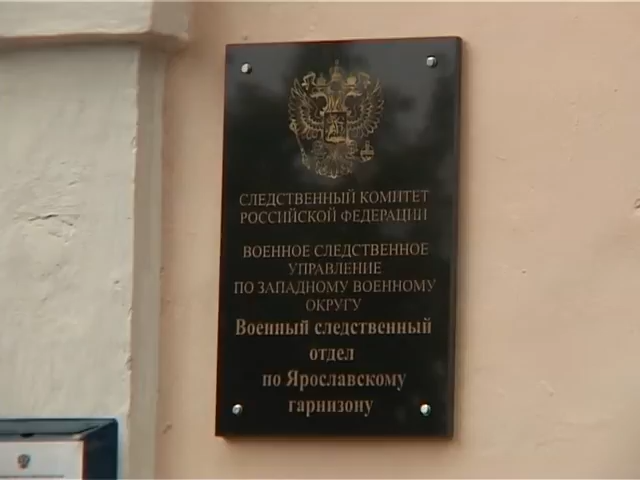 СЛЕДСТВЕННЫЙ КОМИТЕТ
РОССИЙСКОЙ ФЕДЕРАЦИИ
ВОЕННОЕ СЛЕДСТВЕННОЕ
УПРАВЛЕНИЕ
ПО ЗАПАДНОМУ ВОЕННОМУ
ОКРУГУ
Военный следственный
отдел
по Ярославскому
гарнизону